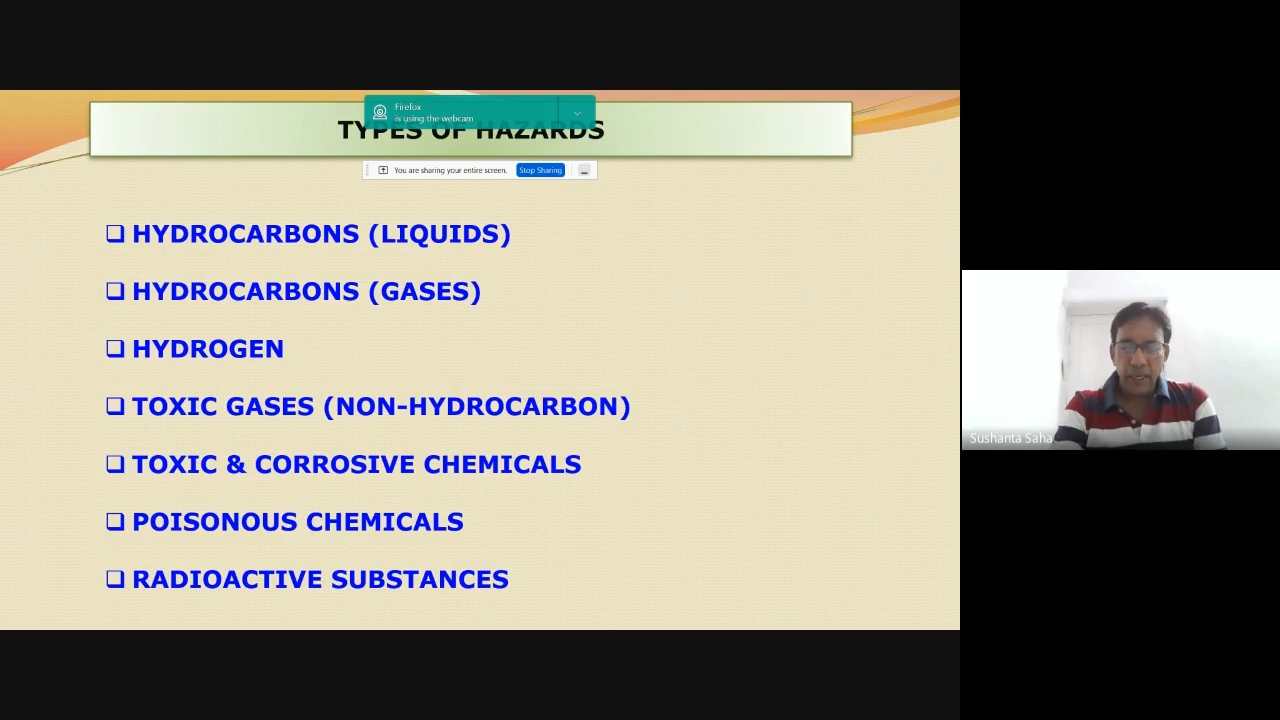 Firefox
is using the webcam
TYPES OF HAZARDS
You are sharing your entire screen. Stop Sharing
❑ HYDROCARBONS (LIQUIDS)
❑ HYDROCARBONS (GASES)
❑ HYDROGEN
❑ TOXIC GASES (NON-HYDROCARBON)
❑ TOXIC & CORROSIVE CHEMICALS
❑ POISONOUS CHEMICALS
❑ RADIOACTIVE SUBSTANCES
Sushanta Saha